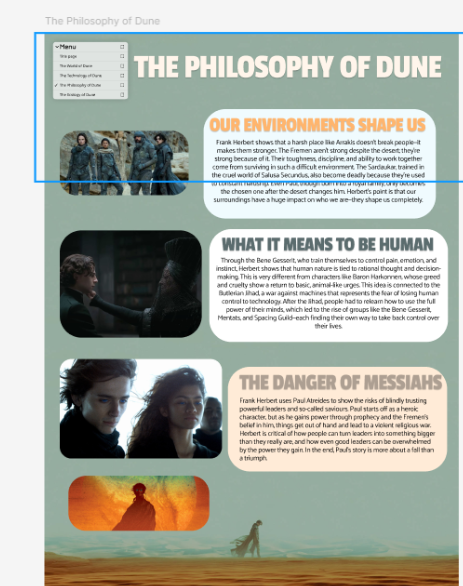 The Philosophy of Dune
Menu
Title page
The World of Dune
The Technology of Dune
The Philosophy of Dune
The Ecology of Dune
THE PHILOSOPHY OF DUNE
OUR ENVIRONMENTS SHAPE US
Frank Herbert shows that a harsh place like Arrakis doesn't break people–it
makes them stronger. The Fremen aren't strong despite the desert; they're
strong because of it. Their toughness, discipline, and ability to work together
come from surviving in such a difficult environment. The Sardaukar, trained in
the cruel world of Salusa Secundus, also become deadly because they're used
to constant hardship. Even Paul, though born into a royal family, only becomes
the chosen one after the desert changes him. Herbert's point is that our
surroundings have a huge impact on who we are–they shape us completely.
WHAT IT MEANS TO BE HUMAN
Through the Bene Gesserit, who train themselves to control pain, emotion, and
instinct, Herbert shows that human nature is tied to rational thought and decision-
making. This is very different from characters like Baron Harkonnen, whose greed
and cruelty show a return to basic, animal-like urges. This idea is connected to the
Butlerian Jihad, a war against machines that represents the fear of losing human
control to technology. After the Jihad, people had to relearn how to use the full
power of their minds, which led to the rise of groups like the Bene Gesserit,
Mentats, and Spacing Guild–each finding their own way to take back control over
their lives.
THE DANGER OF MESSIAHS
Frank Herbert uses Paul Atreides to show the risks of blindly trusting
powerful leaders and so-called saviours. Paul starts off as a heroic
character, but as he gains power through prophecy and the Fremen's
belief in him, things get out of hand and lead to a violent religious war.
Herbert is critical of how people can turn leaders into something bigger
than they really are, and how even good leaders can be overwhelmed
by the power they gain. In the end, Paul's story is more about a fall than
a triumph.